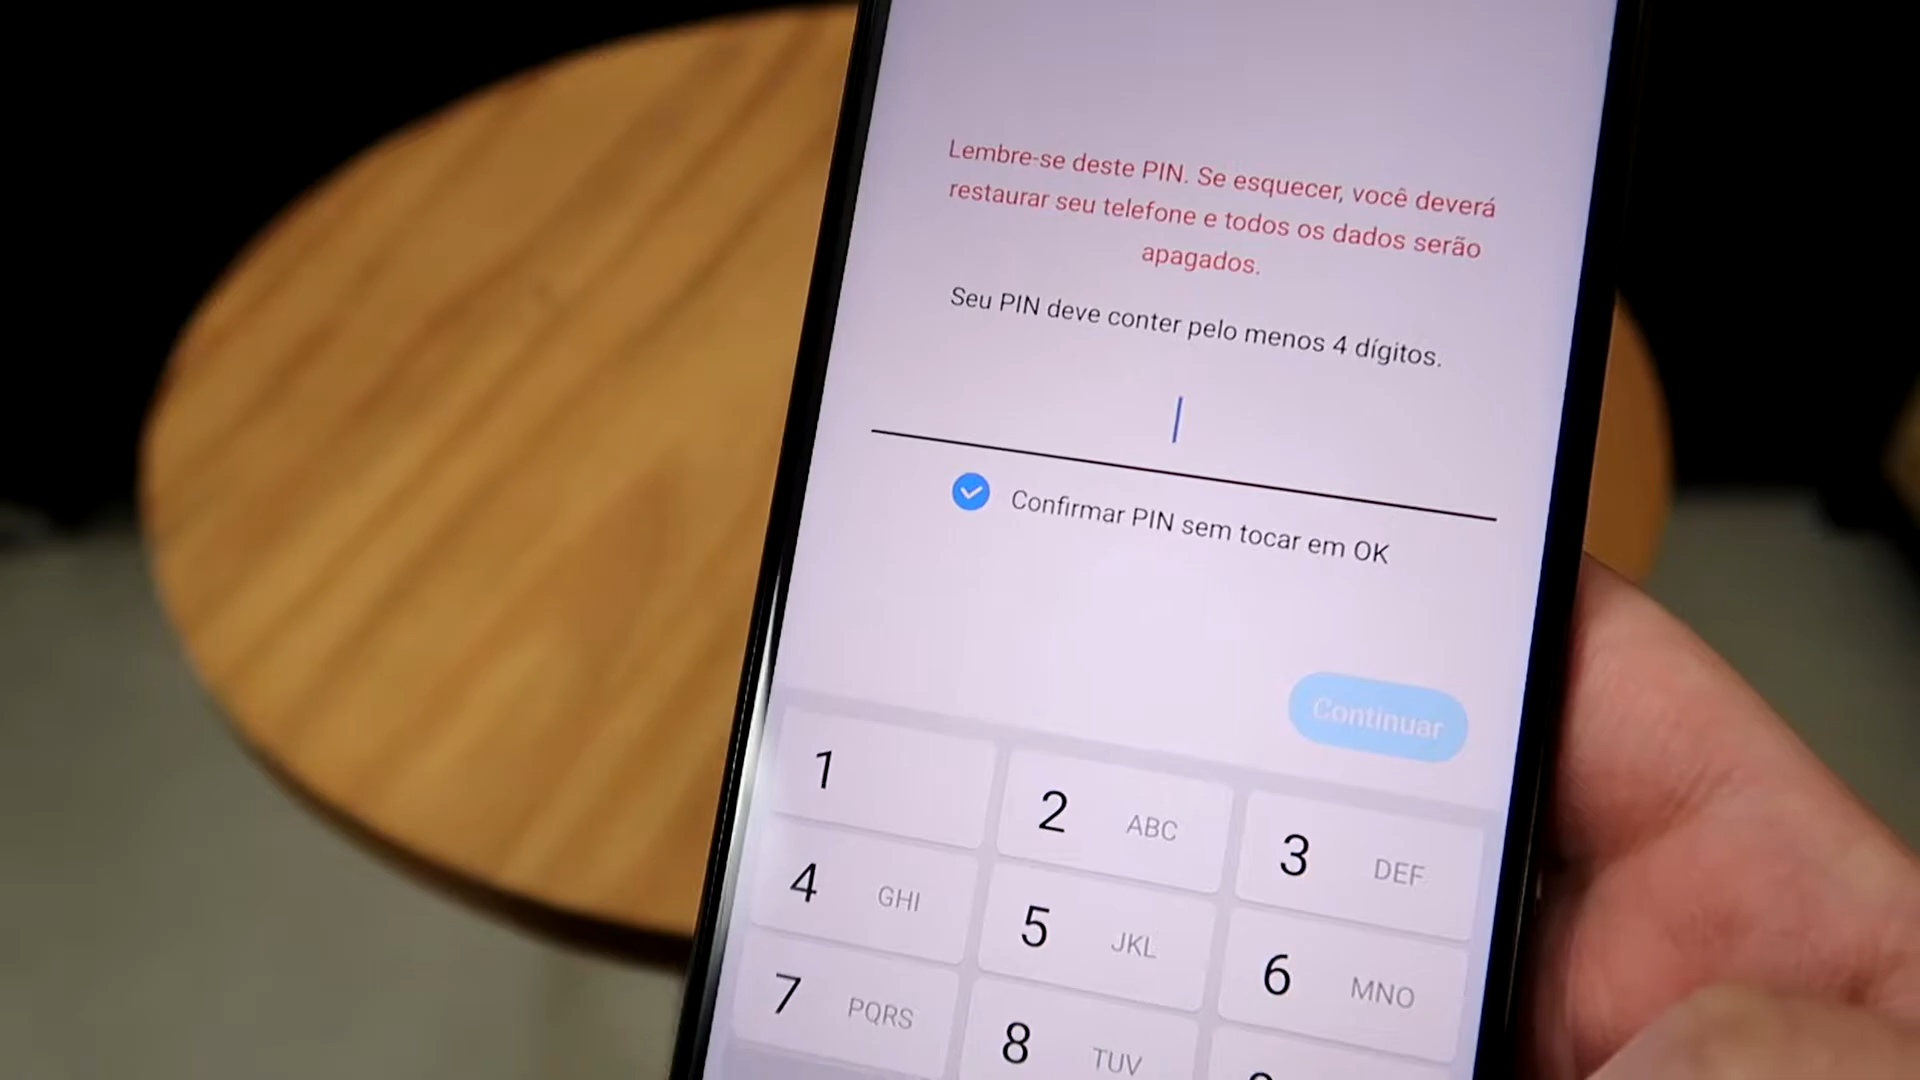 Lembre-se deste PIN. Se esquecer, você deverá
restaurar seu telefone e todos os dados serão
apagados.
Seu PIN deve conter pelo menos 4 dígitos.
Confirmar PIN sem tocar em OK
Continuar
1
2 ABC
3 DEF
4 GHI
5 JKL
6 MNO
7 PQRS
8 TUV